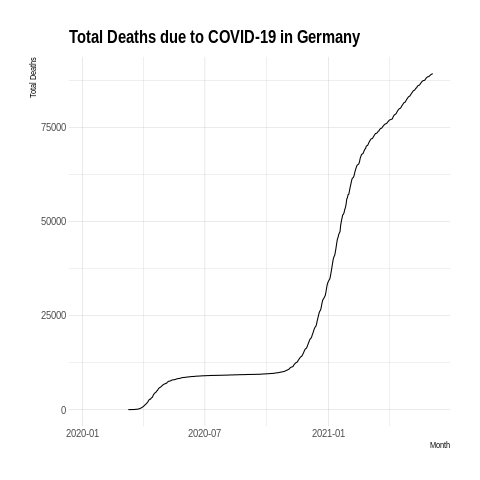 Total Deaths due to COVID-19 in Germany
Total Deaths
75000
50000
25000
0
2020-01
2020-07
2021-01
Month